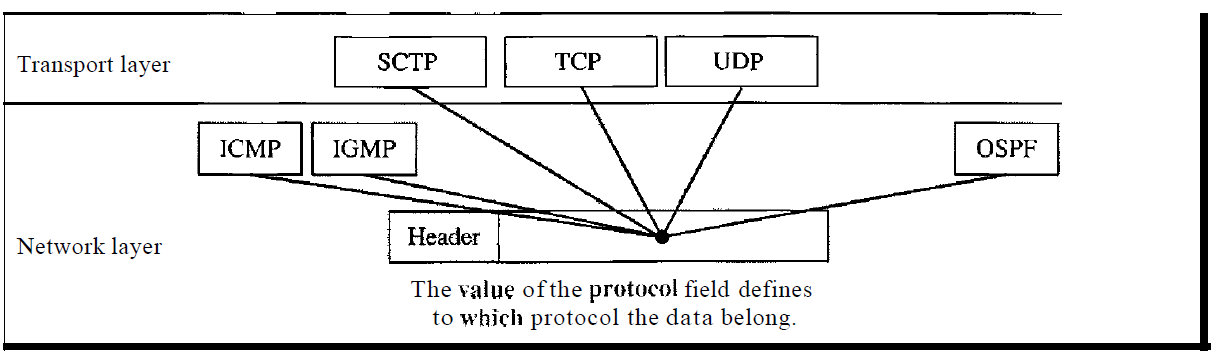 Transport layer
SCTP
TCP
UDP
ICMP
IGMP
OSPF
Network layer
Header
The value of the protocol field defines
to which protocol the data belong.